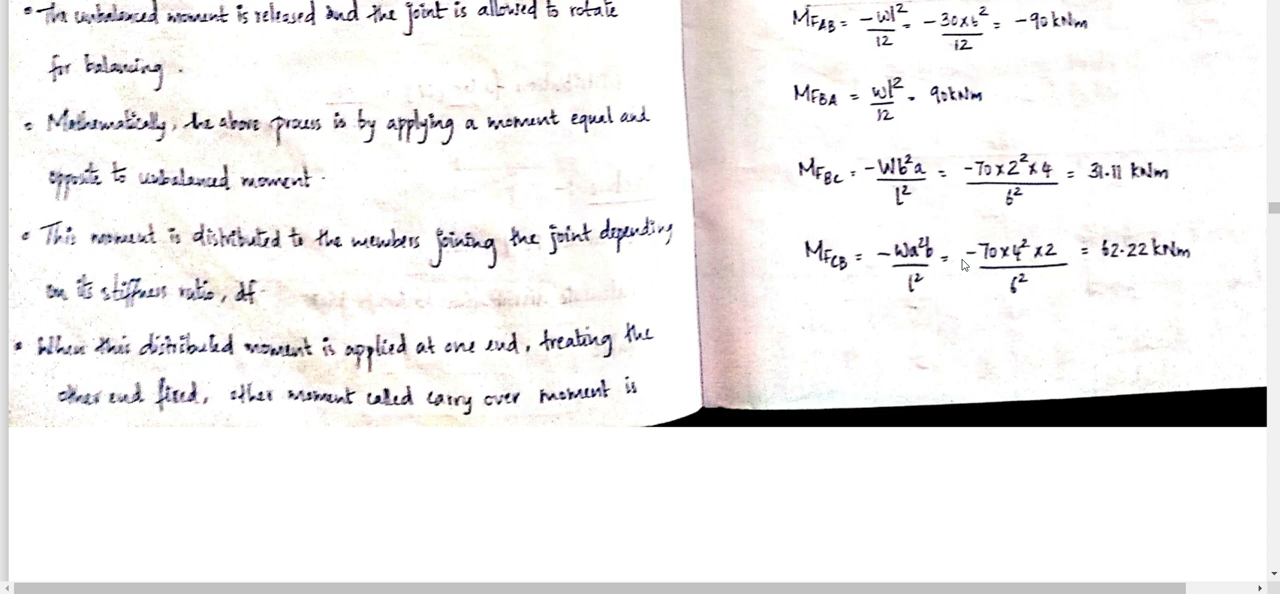 • The unbalanced moment is released and the joint is allowed to rotate
for balancing.
• Mathematically, the above process is by applying a moment equal and
opposite to unbalanced moment.
• This moment is distributed to the members joining the joint depending
on its stiffness ratio, df.
• When this distributed moment is applied at one end, treating the
other end fixed, other moment called carry over moment is
M_FAB = -wl²/12 = -30×6²/12 = -90 kNm
M_FBA = wl²/12 = 90 kNm
M_FBC = -Wb²a/l² = -70×2²×4/6² = 31.11 kNm
M_FCB = -Wa²b/l² = -70×4²×2/6² = 62.22 kNm